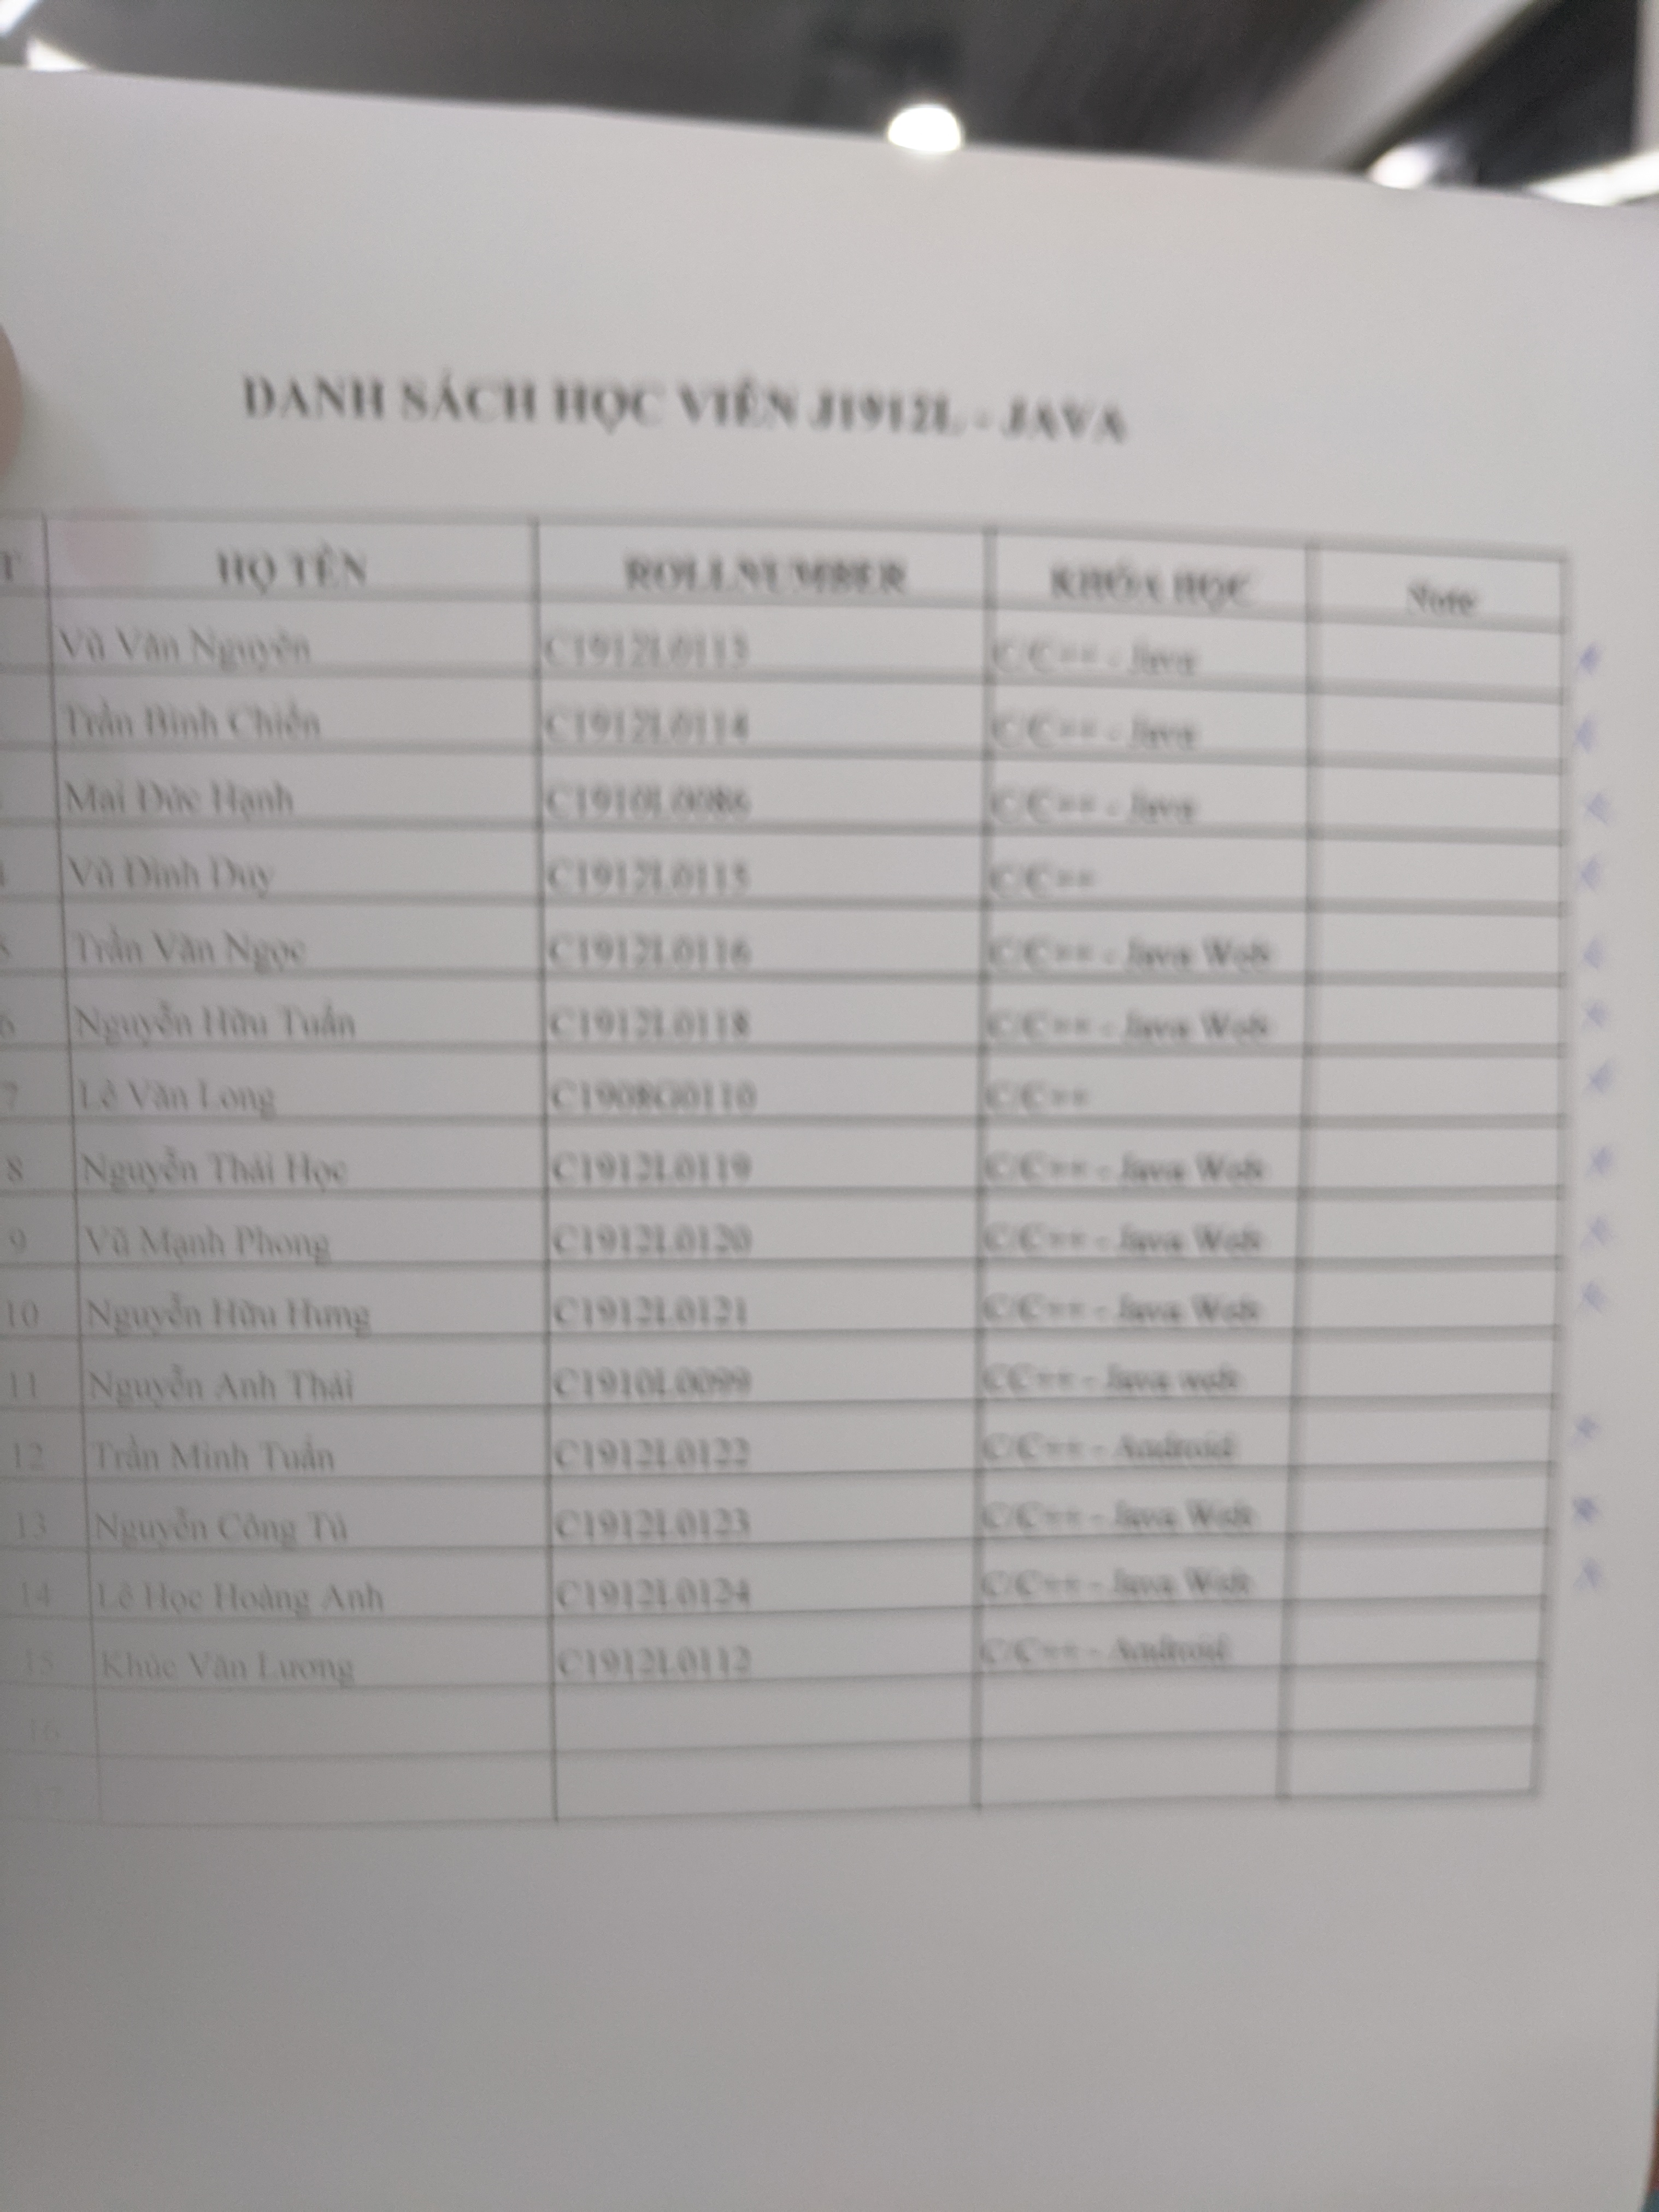 DANH SÁCH HỌC VIÊN J1912L - JAVA
T HỌ TÊN ROLLNUMBER KHÓA HỌC Note
Vũ Văn Nguyên C1912L0113 C/C++ - Java
Trần Bình Chiến C1912L0114 C/C++ - Java
Mai Đức Hạnh C1910L0086 C/C++ - Java
4 Vũ Đình Duy C1912L0115 C/C++
5 Trần Văn Ngọc C1912L0116 C/C++ - Java Web
6 Nguyễn Hữu Tuấn C1912L0118 C/C++ - Java Web
7 Lê Văn Long C1908G0110 C/C++
8 Nguyễn Thái Học C1912L0119 C/C++ - Java Web
9 Vũ Mạnh Phong C1912L0120 C/C++ - Java Web
10 Nguyễn Hữu Hưng C1912L0121 C/C++ - Java Web
11 Nguyễn Anh Thái C1910L0099 CC++ - Java web
12 Trần Minh Tuấn C1912L0122 C/C++ - Android
13 Nguyễn Công Tú C1912L0123 C/C++ - Java Web
14 Lê Học Hoàng Anh C1912L0124 C/C++ - Java Web
15 Khúc Văn Lương C1912L0112 C/C++ - Android
16
17